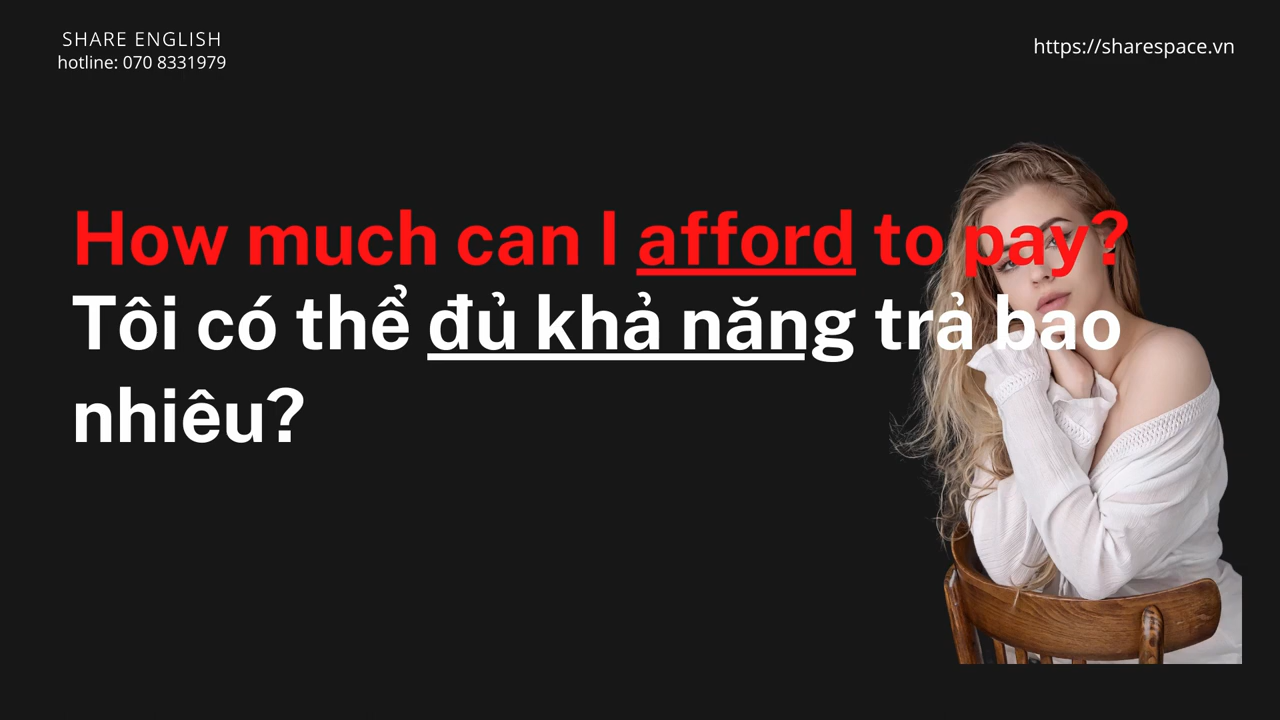 SHARE ENGLISH
hotline: 070 8331979
https://sharespace.vn
How much can I afford to pay?
Tôi có thể đủ khả năng trả bao
nhiêu?